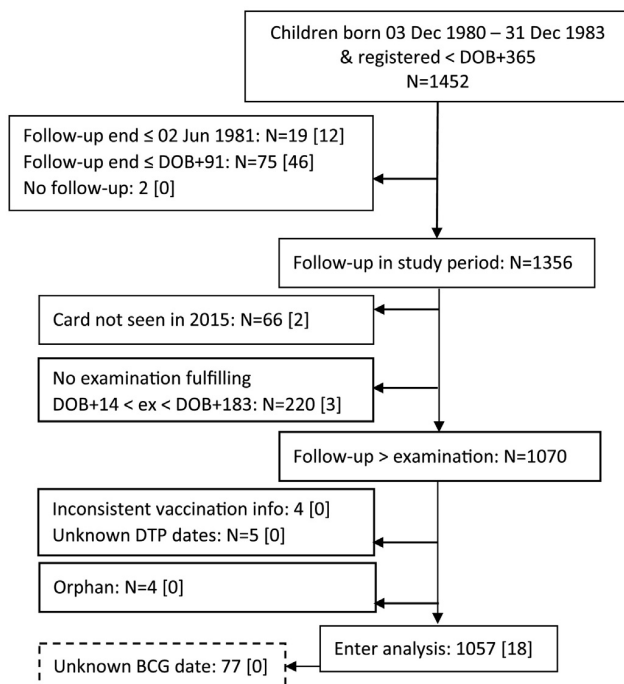 Children born 03 Dec 1980 – 31 Dec 1983
& registered < DOB+365
N=1452
Follow-up end ≤ 02 Jun 1981: N=19 [12]
Follow-up end ≤ DOB+91: N=75 [46]
No follow-up: 2 [0]
Follow-up in study period: N=1356
Card not seen in 2015: N=66 [2]
No examination fulfilling
DOB+14 < ex < DOB+183: N=220 [3]
Follow-up > examination: N=1070
Inconsistent vaccination info: 4 [0]
Unknown DTP dates: N=5 [0]
Orphan: N=4 [0]
Enter analysis: 1057 [18]
Unknown BCG date: 77 [0]